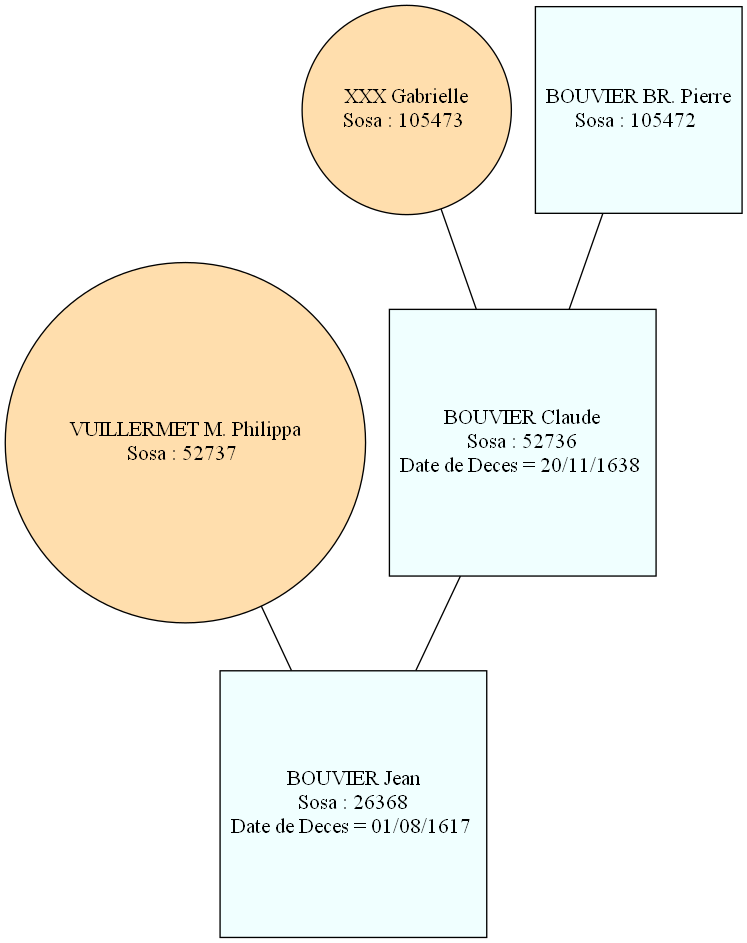 XXX Gabrielle
Sosa : 105473
BOUVIER BR. Pierre
Sosa : 105472
VUILLERMET M. Philippa
Sosa : 52737
BOUVIER Claude
Sosa : 52736
Date de Deces = 20/11/1638
BOUVIER Jean
Sosa : 26368
Date de Deces = 01/08/1617